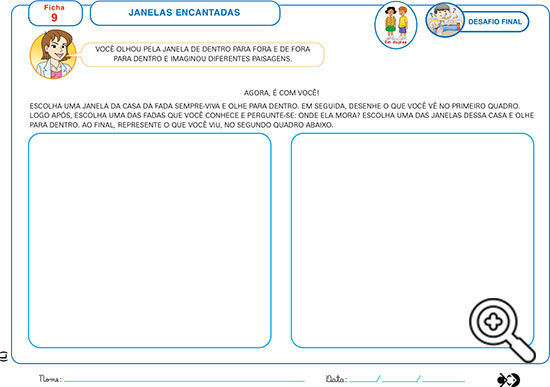 Ficha
9
JANELAS ENCANTADAS
Em duplas
DESAFIO FINAL
VOCÊ OLHOU PELA JANELA DE DENTRO PARA FORA E DE FORA
PARA DENTRO E IMAGINOU DIFERENTES PAISAGENS.
AGORA, É COM VOCÊ!
ESCOLHA UMA JANELA DA CASA DA FADA SEMPRE-VIVA E OLHE PARA DENTRO. EM SEGUIDA, DESENHE O QUE VOCÊ VÊ NO PRIMEIRO QUADRO.
LOGO APÓS, ESCOLHA UMA DAS FADAS QUE VOCÊ CONHECE E PERGUNTE-SE: ONDE ELA MORA? ESCOLHA UMA DAS JANELAS DESSA CASA E OLHE
PARA DENTRO. AO FINAL, REPRESENTE O QUE VOCÊ VIU, NO SEGUNDO QUADRO ABAIXO.
(L)
Nome:
Data: / /